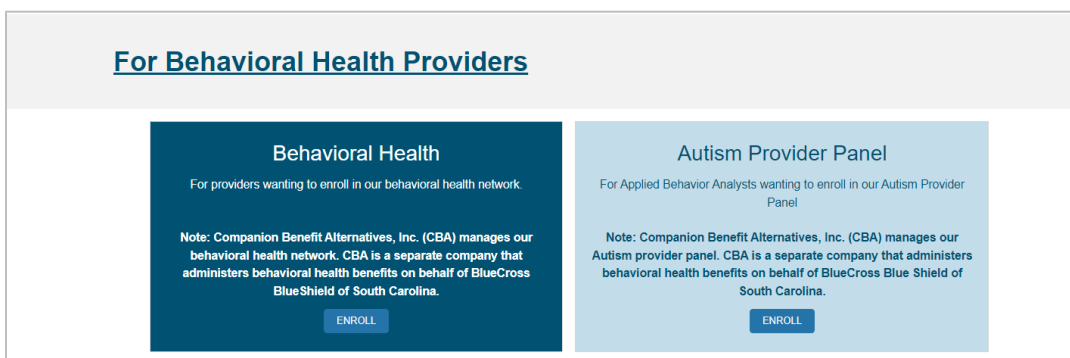 For Behavioral Health Providers
Behavioral Health
For providers wanting to enroll in our behavioral health network.
Note: Companion Benefit Alternatives, Inc. (CBA) manages our
behavioral health network. CBA is a separate company that
administers behavioral health benefits on behalf of BlueCross
BlueShield of South Carolina.
ENROLL
Autism Provider Panel
For Applied Behavior Analysts wanting to enroll in our Autism Provider
Panel
Note: Companion Benefit Alternatives, Inc. (CBA) manages our
Autism provider panel. CBA is a separate company that administers
behavioral health benefits on behalf of BlueCross Blue Shield of
South Carolina.
ENROLL